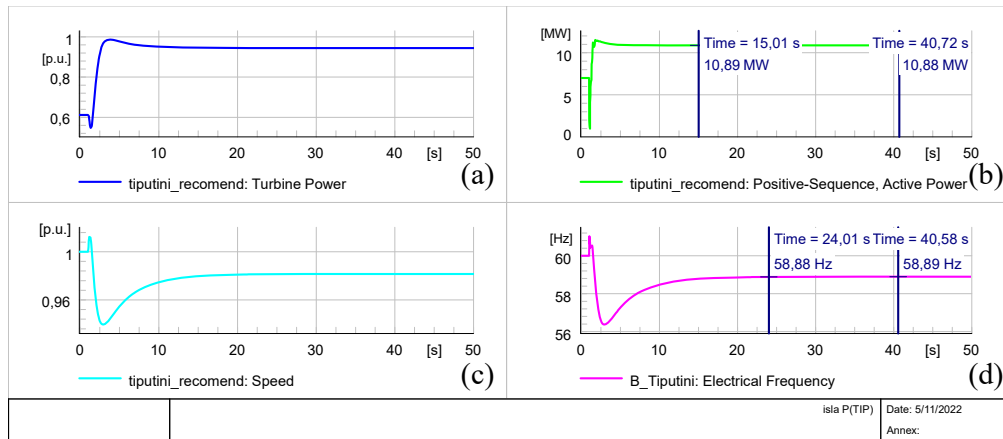 1
[p.u.]
0,8
0,6
0 10 20 30 40 [s] 50
tiputini_recomend: Turbine Power
(a)
[MW]
10
5
0
Time = 15,01 s
10,89 MW
Time = 40,72 s
10,88 MW
0 10 20 30 40 [s] 50
tiputini_recomend: Positive-Sequence, Active Power
(b)
[p.u.]
1
0,96
0 10 20 30 40 [s] 50
tiputini_recomend: Speed
(c)
[Hz]
60
58
56
Time = 24,01 s
58,88 Hz
Time = 40,58 s
58,89 Hz
0 10 20 30 40 [s] 50
B_Tiputini: Electrical Frequency
(d)
isla P(TIP)
Date: 5/11/2022
Annex: